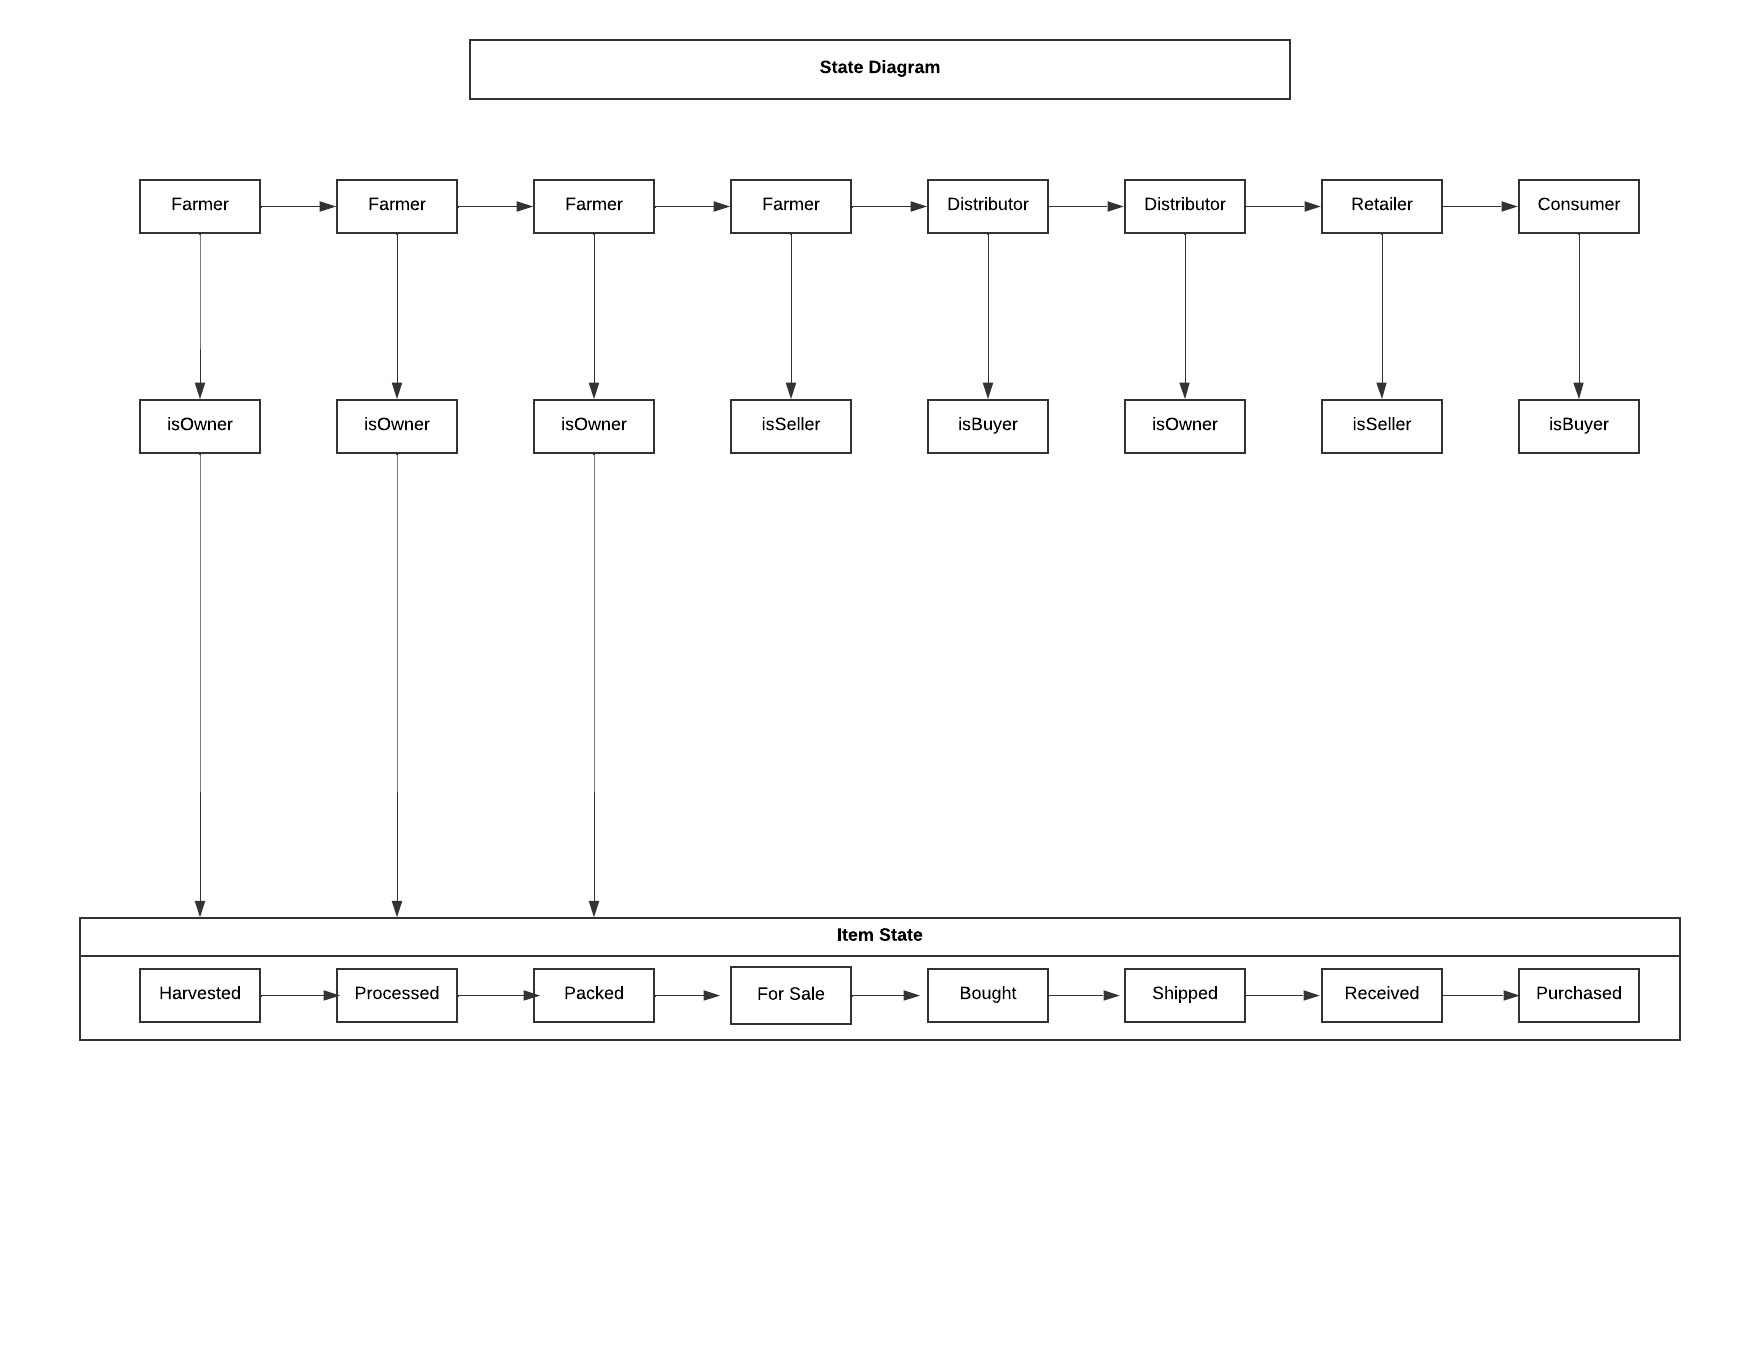 State Diagram
Farmer Farmer Farmer Farmer Distributor Distributor Retailer Consumer
isOwner isOwner isOwner isSeller isBuyer isOwner isSeller isBuyer
Item State
Harvested Processed Packed For Sale Bought Shipped Received Purchased